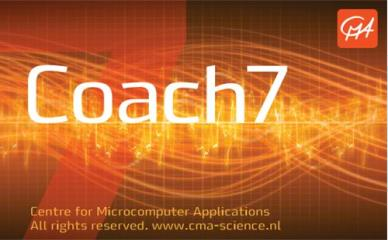 CMA
Coach7
Centre for Microcomputer Applications
All rights reserved. www.cma-science.nl